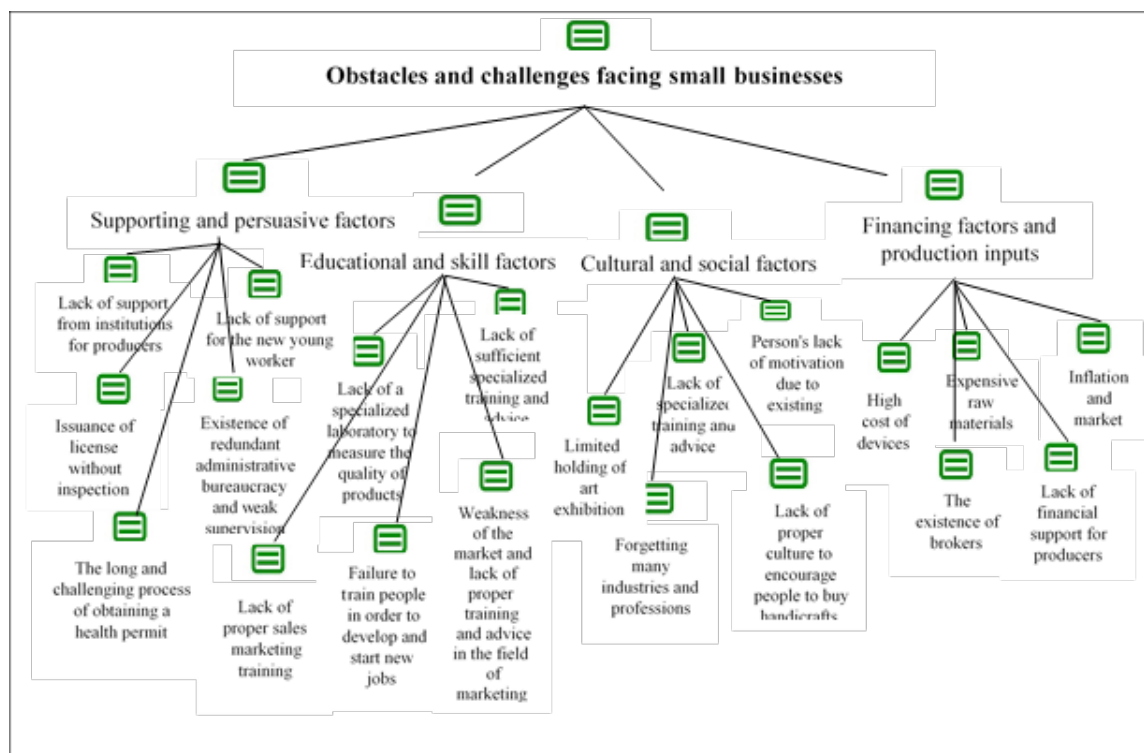 Obstacles and challenges facing small businesses
Supporting and persuasive factors
Lack of support
from institutions
for producers
Lack of support
for the new young
worker
Issuance of
license without
inspection
Existence of
redundant
administrative
bureaucracy
and weak
supervision
The long and
challenging process
of obtaining a
health permit
Educational and skill factors
Lack of a
specialized
laboratory to
measure the
quality of
products
Lack of
sufficient
specialized
training and
advice
Lack of
proper sales
marketing
training
Failure to
train people
in order to
develop and
start new
jobs
Weakness
of the
market and
lack of
proper
training
and advice
in the field
of
marketing
Cultural and social factors
Limited
holding of
art
exhibition
Lack of
specialized
training and
advice
Person's lack
of motivation
due to
existing
Forgetting
many
industries and
professions
Lack of
proper
culture to
encourage
people to buy
handicrafts
Financing factors and
production inputs
High
cost of
devices
Expensive
raw
materials
Inflation
and
market
The
existence of
brokers
Lack of
financial
support for
producers